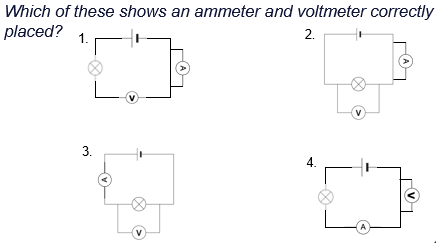 Which of these shows an ammeter and voltmeter correctly
placed?
1.
2.
A
V
A
V
3.
4.
A
V
V
A